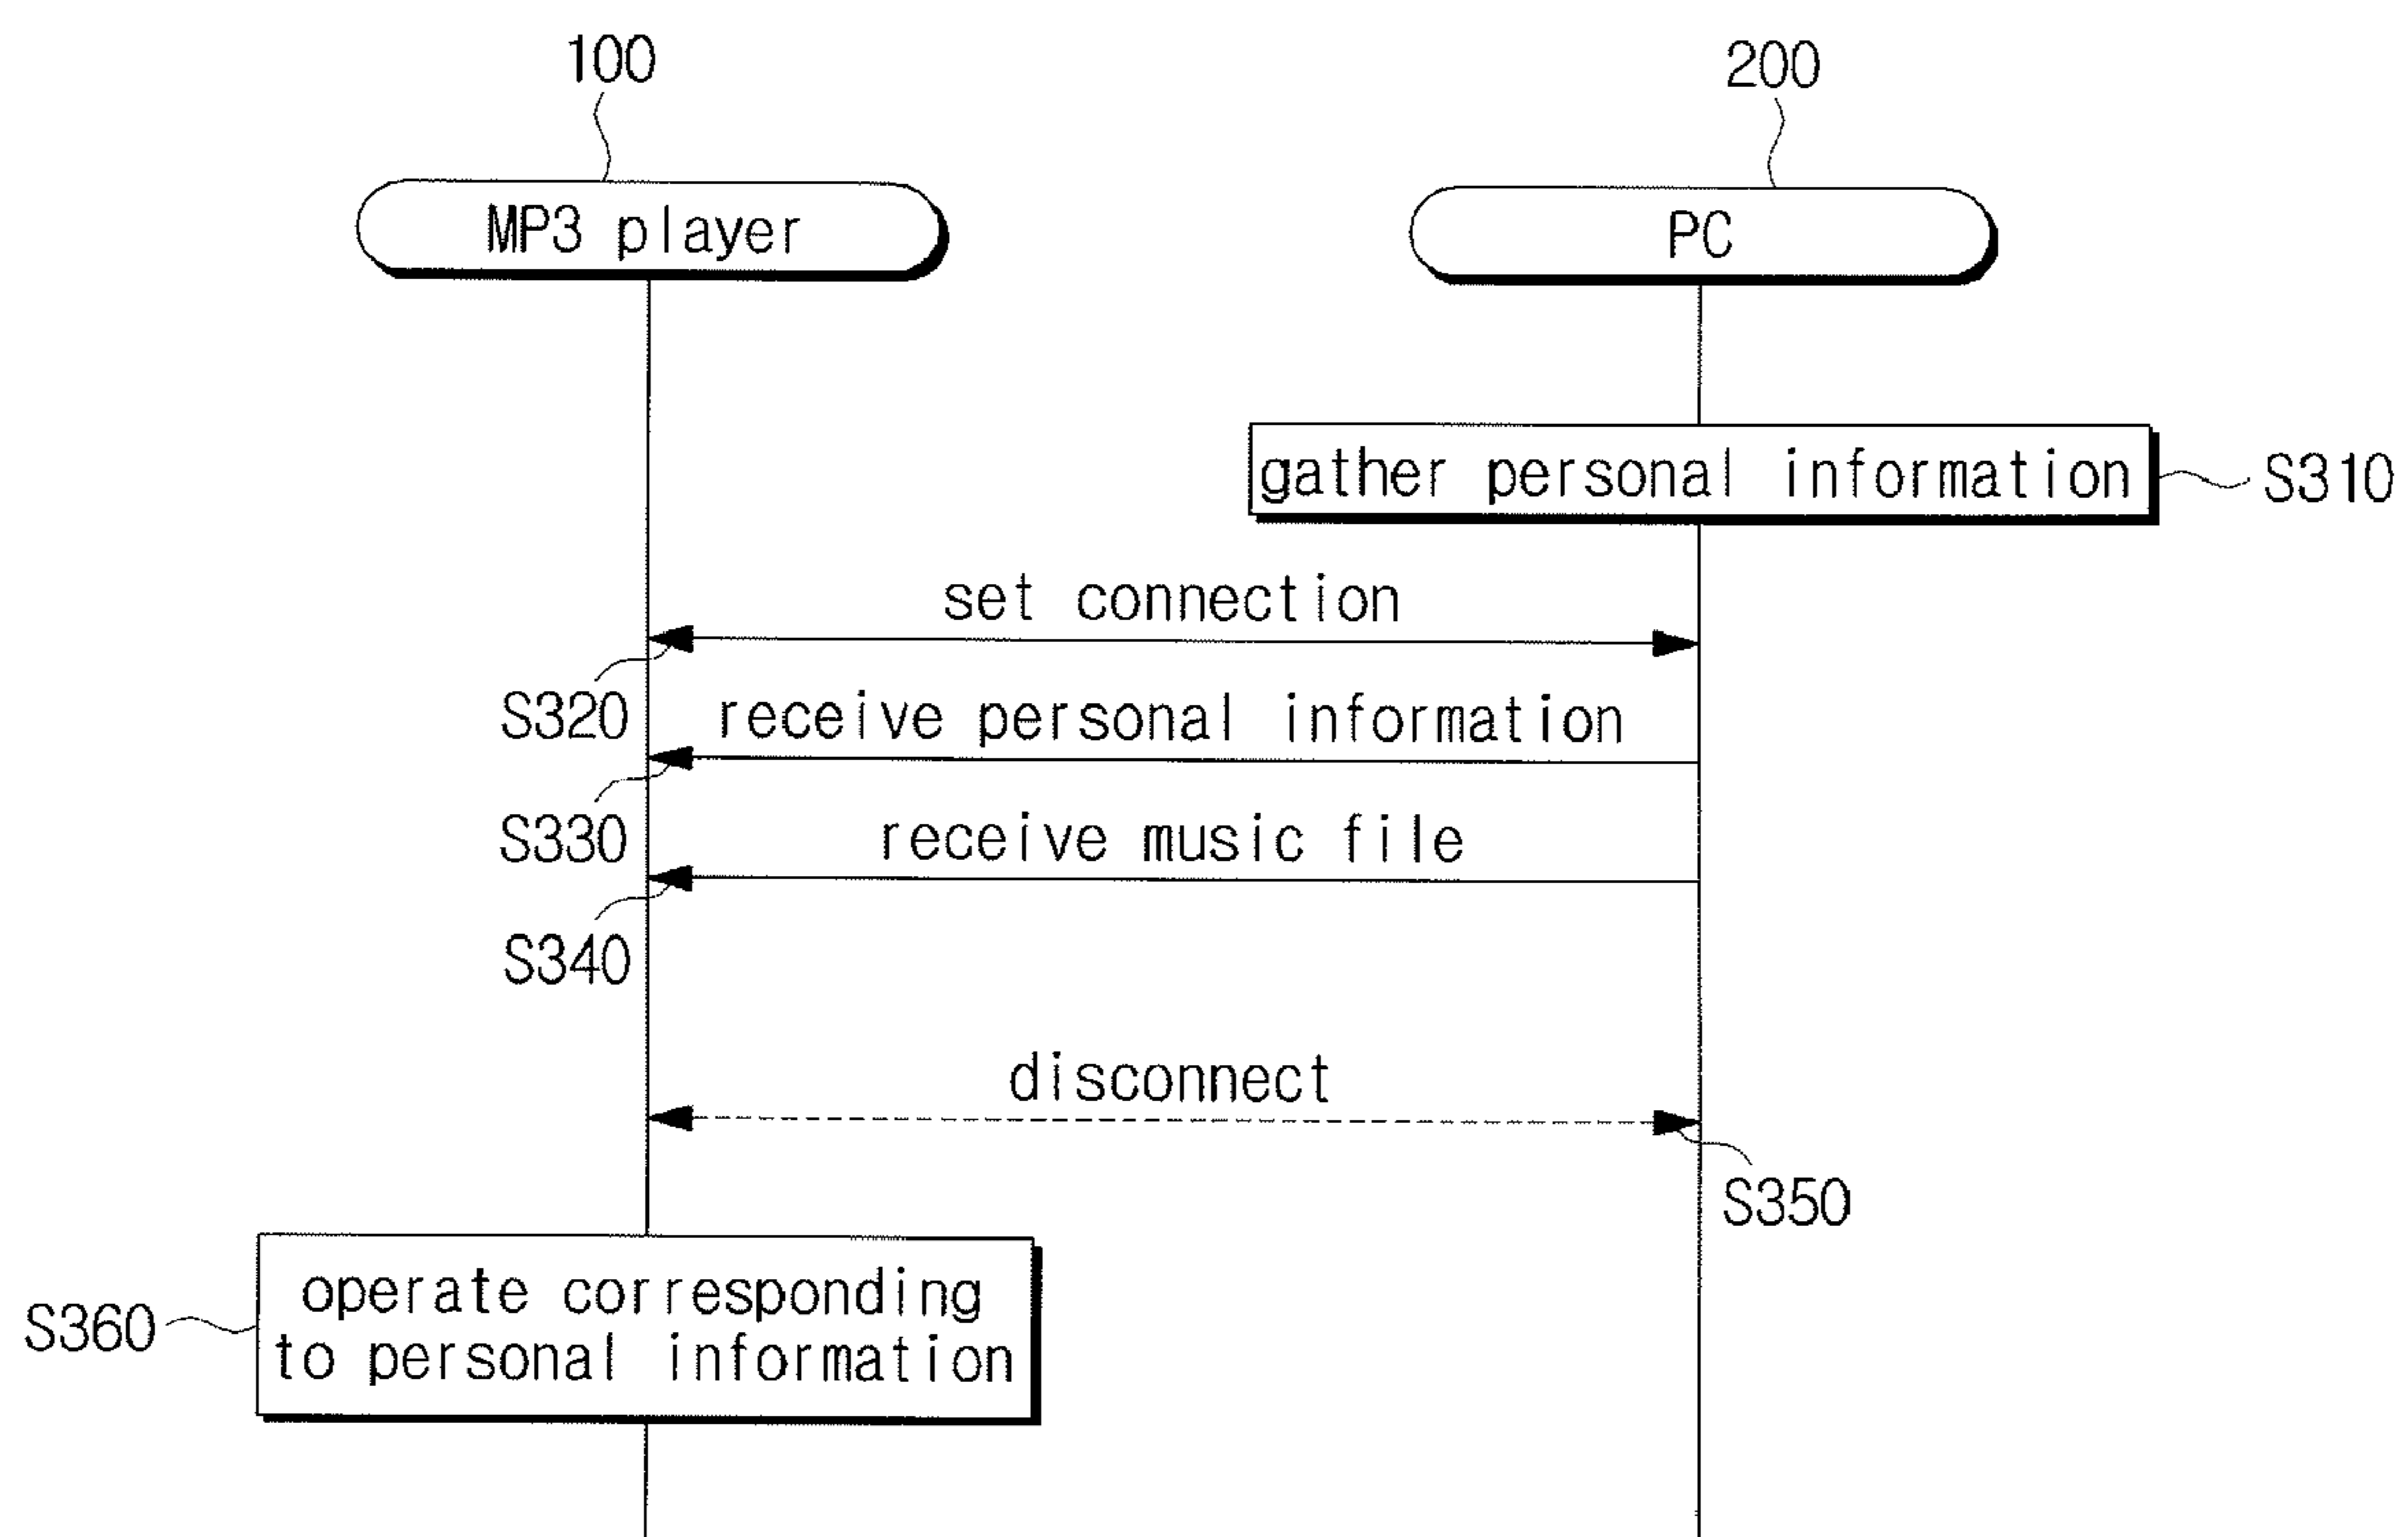 100
200
MP3 player
PC
gather personal information
S310
set connection
S320
receive personal information
S330
receive music file
S340
disconnect
S350
operate corresponding
to personal information
S360